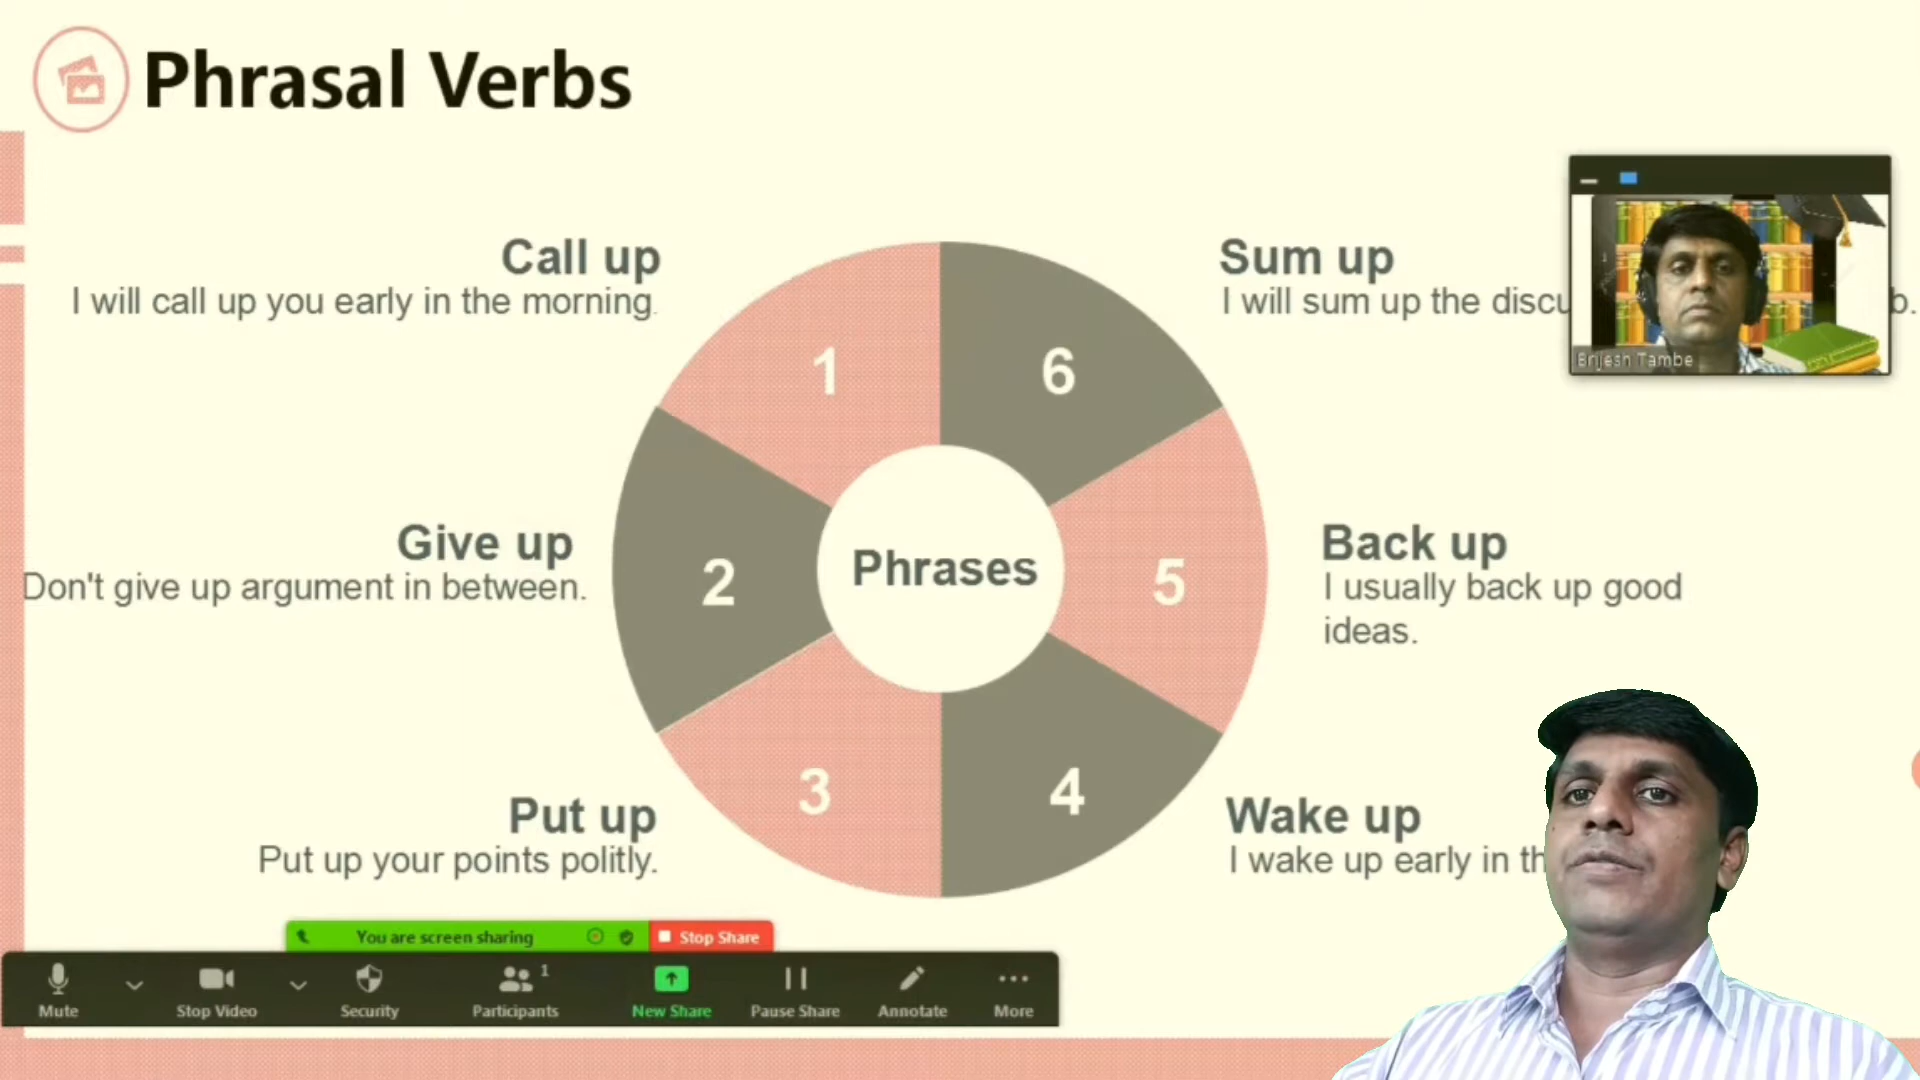 Phrasal Verbs
Call up
I will call up you early in the morning.
Give up
Don't give up argument in between.
Put up
Put up your points politly.
1
6
2
Phrases
5
3
4
Sum up
I will sum up the
b.
Back up
I usually back up good
ideas.
Wake up
I wake up early in
Brjesh Tambe
You are screen sharing
Stop Share
Mute
Stop Video
Security
Participants
1
New Share
Pause Share
Annotate
More